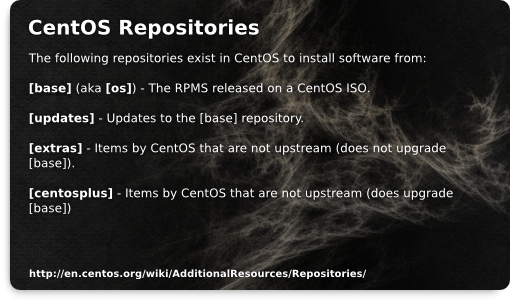 CentOS Repositories
The following repositories exist in CentOS to install software from:
[base] (aka [os]) - The RPMS released on a CentOS ISO.
[updates] - Updates to the [base] repository.
[extras] - Items by CentOS that are not upstream (does not upgrade
[base]).
[centosplus] - Items by CentOS that are not upstream (does upgrade
[base])
http://en.centos.org/wiki/AdditionalResources/Repositories/